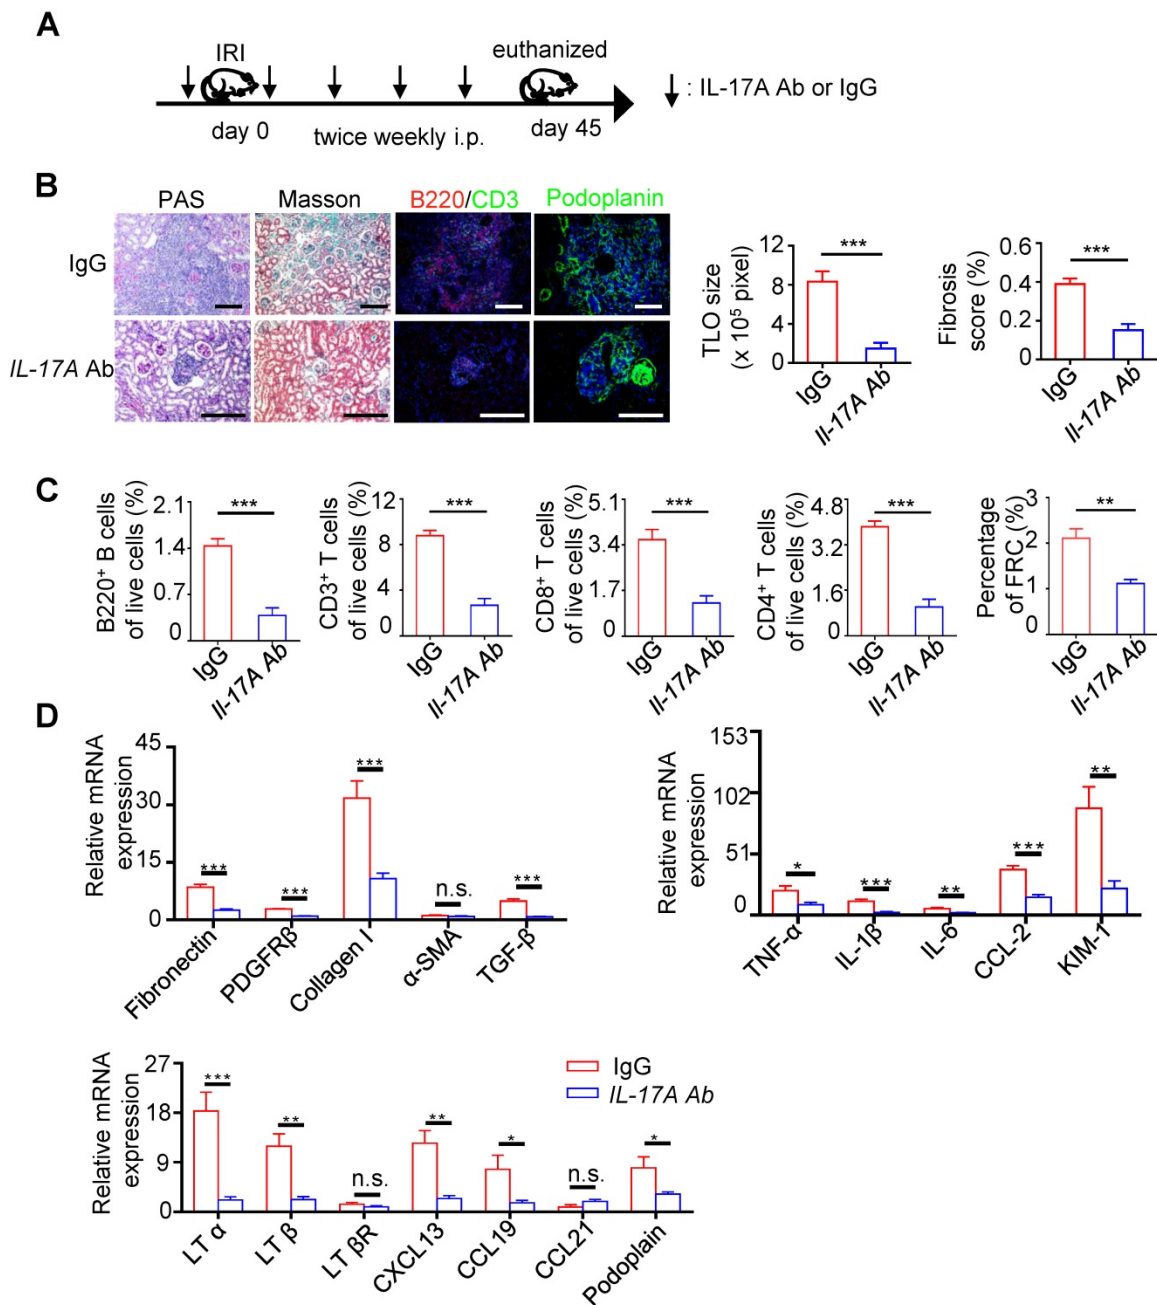 A
IRI
euthanized
: IL-17A Ab or IgG
day 0
twice weekly i.p.
day 45
B
PAS
Masson
B220/CD3
Podoplanin
IgG
IL-17A Ab
TLO size
(x 10⁵ pixel)
12
8
4
0
***
IgG
Il-17A Ab
Fibrosis
score (%)
0.6
0.4
0.2
0
***
IgG
Il-17A Ab
C
B220⁺ B cells
of live cells (%)
2.1
1.4
0.7
0
***
IgG
Il-17A Ab
CD3⁺ T cells
of live cells (%)
12
8
4
0
***
IgG
Il-17A Ab
CD8⁺ T cells
of live cells (%)
5.1
3.4
1.7
0
***
IgG
Il-17A Ab
CD4⁺ T cells
of live cells (%)
4.8
3.2
1.6
0
***
IgG
Il-17A Ab
Percentage
of FRC (%)
3
2
1
0
**
IgG
Il-17A Ab
D
Relative mRNA
expression
45
30
15
0
***
***
***
n.s.
***
Fibronectin
PDGFRβ
Collagen I
α-SMA
TGF-β
Relative mRNA
expression
153
102
51
0
*
***
**
***
**
TNF-α
IL-1β
IL-6
CCL-2
KIM-1
Relative mRNA
expression
27
18
9
0
***
**
n.s.
**
*
n.s.
*
LT α
LT β
LT βR
CXCL13
CCL19
CCL21
Podoplain
IgG
IL-17A Ab